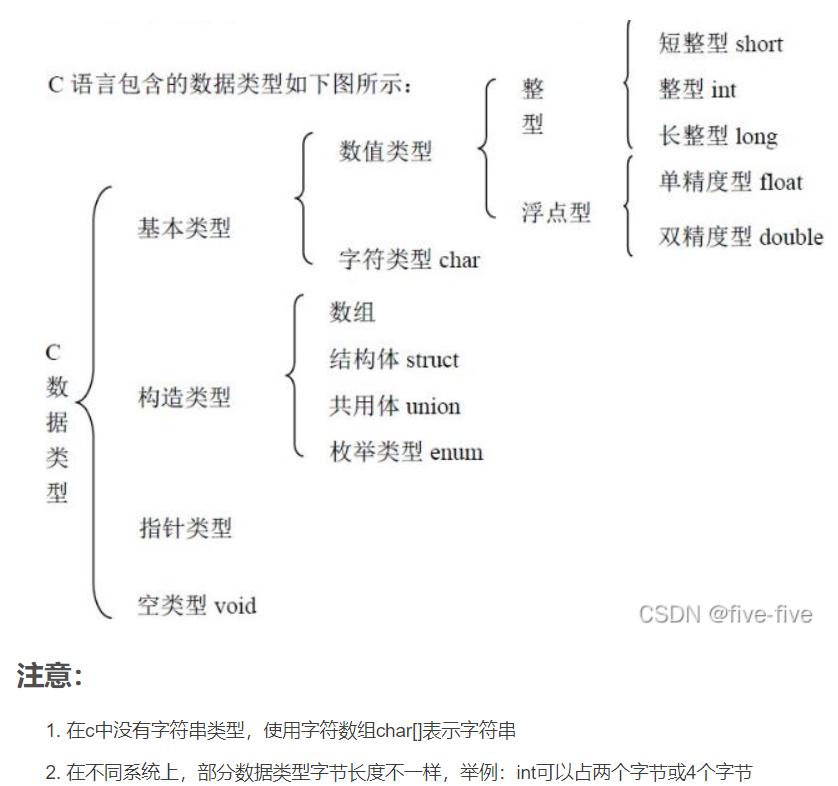 C 语言包含的数据类型如下图所示:
C数据类型
基本类型
数值类型
整型
短整型 short
整型 int
长整型 long
浮点型
单精度型 float
双精度型 double
字符类型 char
构造类型
数组
结构体 struct
共用体 union
枚举类型 enum
指针类型
空类型 void
CSDN @five-five
注意:
1. 在c中没有字符串类型，使用字符数组char[]表示字符串
2. 在不同系统上，部分数据类型字节长度不一样，举例：int可以占两个字节或4个字节